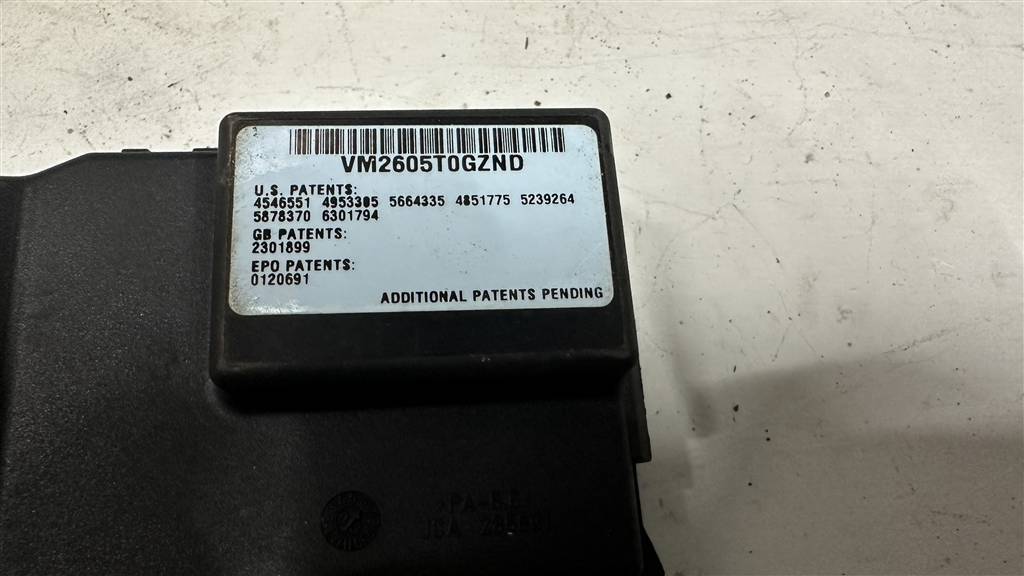 VM2605T0GZND
U.S. PATENTS:
4546551 4953305 5664335 4851775 5239264
5878370 6301794
GB PATENTS:
2301899
EPO PATENTS:
0120691
ADDITIONAL PATENTS PENDING